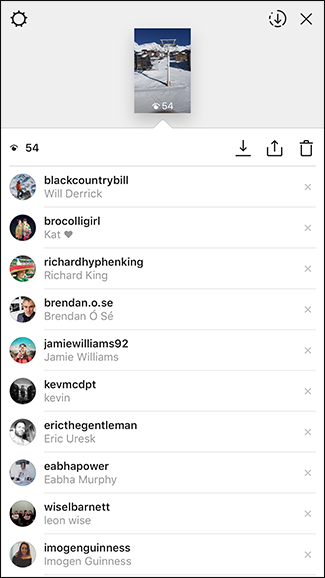 54
54
blackcountrybill
Will Derrick
brocolligirl
Kat ♥
richardhyphenking
Richard King
brendan.o.se
Brendan Ó Sé
jamiewilliams92
Jamie Williams
kevmcdpt
kevin
ericthegentleman
Eric Uresk
eabhapower
Eabha Murphy
wiselbarnett
leon wise
imogenguinness
Imogen Guinness